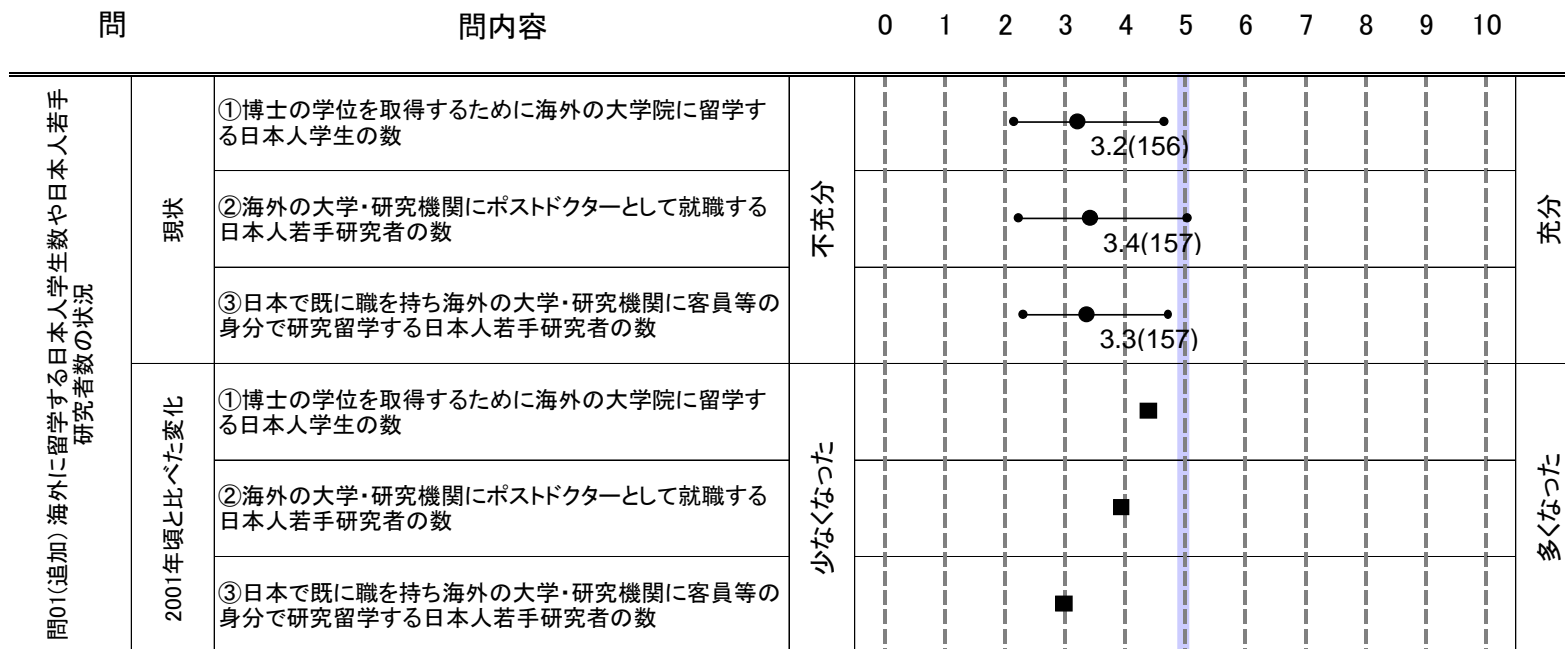 問 問内容 0 1 2 3 4 5 6 7 8 9 10
問01(追加) 海外に留学する日本人学生数や日本人若手
研究者数の状況
現状
①博士の学位を取得するために海外の大学院に留学す
る日本人学生の数
不充分
3.2(156)
充分
②海外の大学・研究機関にポストドクターとして就職する
日本人若手研究者の数
3.4(157)
③日本で既に職を持ち海外の大学・研究機関に客員等の
身分で研究留学する日本人若手研究者の数
3.3(157)
2001年頃と比べた変化
①博士の学位を取得するために海外の大学院に留学す
る日本人学生の数
少なくなった
多くなった
②海外の大学・研究機関にポストドクターとして就職する
日本人若手研究者の数
③日本で既に職を持ち海外の大学・研究機関に客員等の
身分で研究留学する日本人若手研究者の数